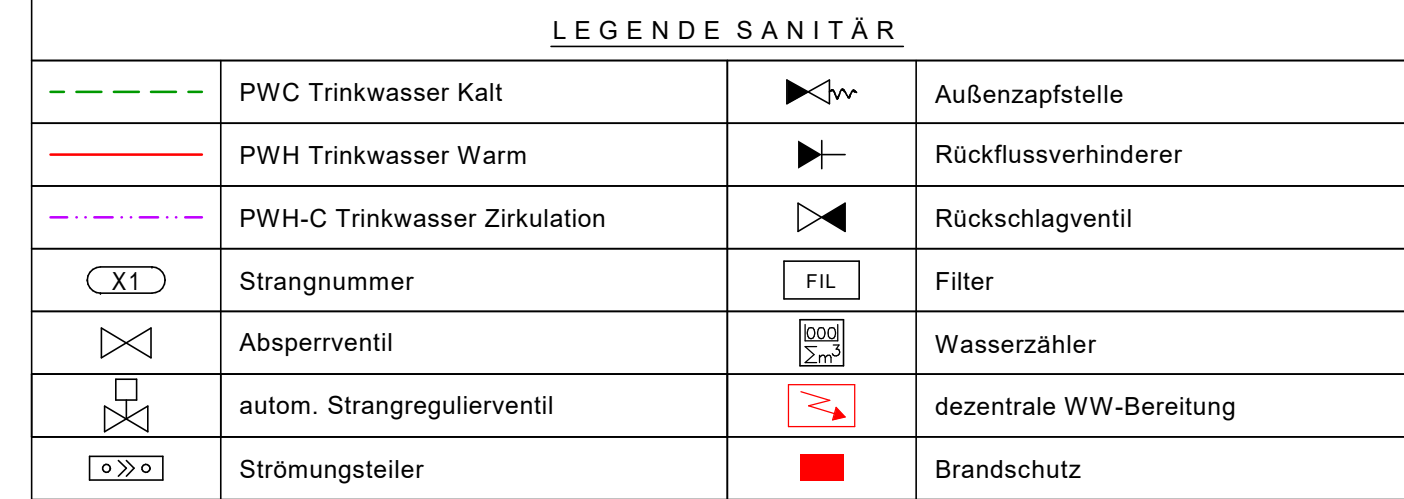 LEGENDE SANITÄR
PWC Trinkwasser Kalt
Außenzapfstelle
PWH Trinkwasser Warm
Rückflussverhinderer
PWH-C Trinkwasser Zirkulation
Rückschlagventil
X1
Strangnummer
FIL
Filter
Absperrventil
000
Σm³
Wasserzähler
autom. Strangregulierventil
dezentrale WW-Bereitung
Strömungsteiler
Brandschutz